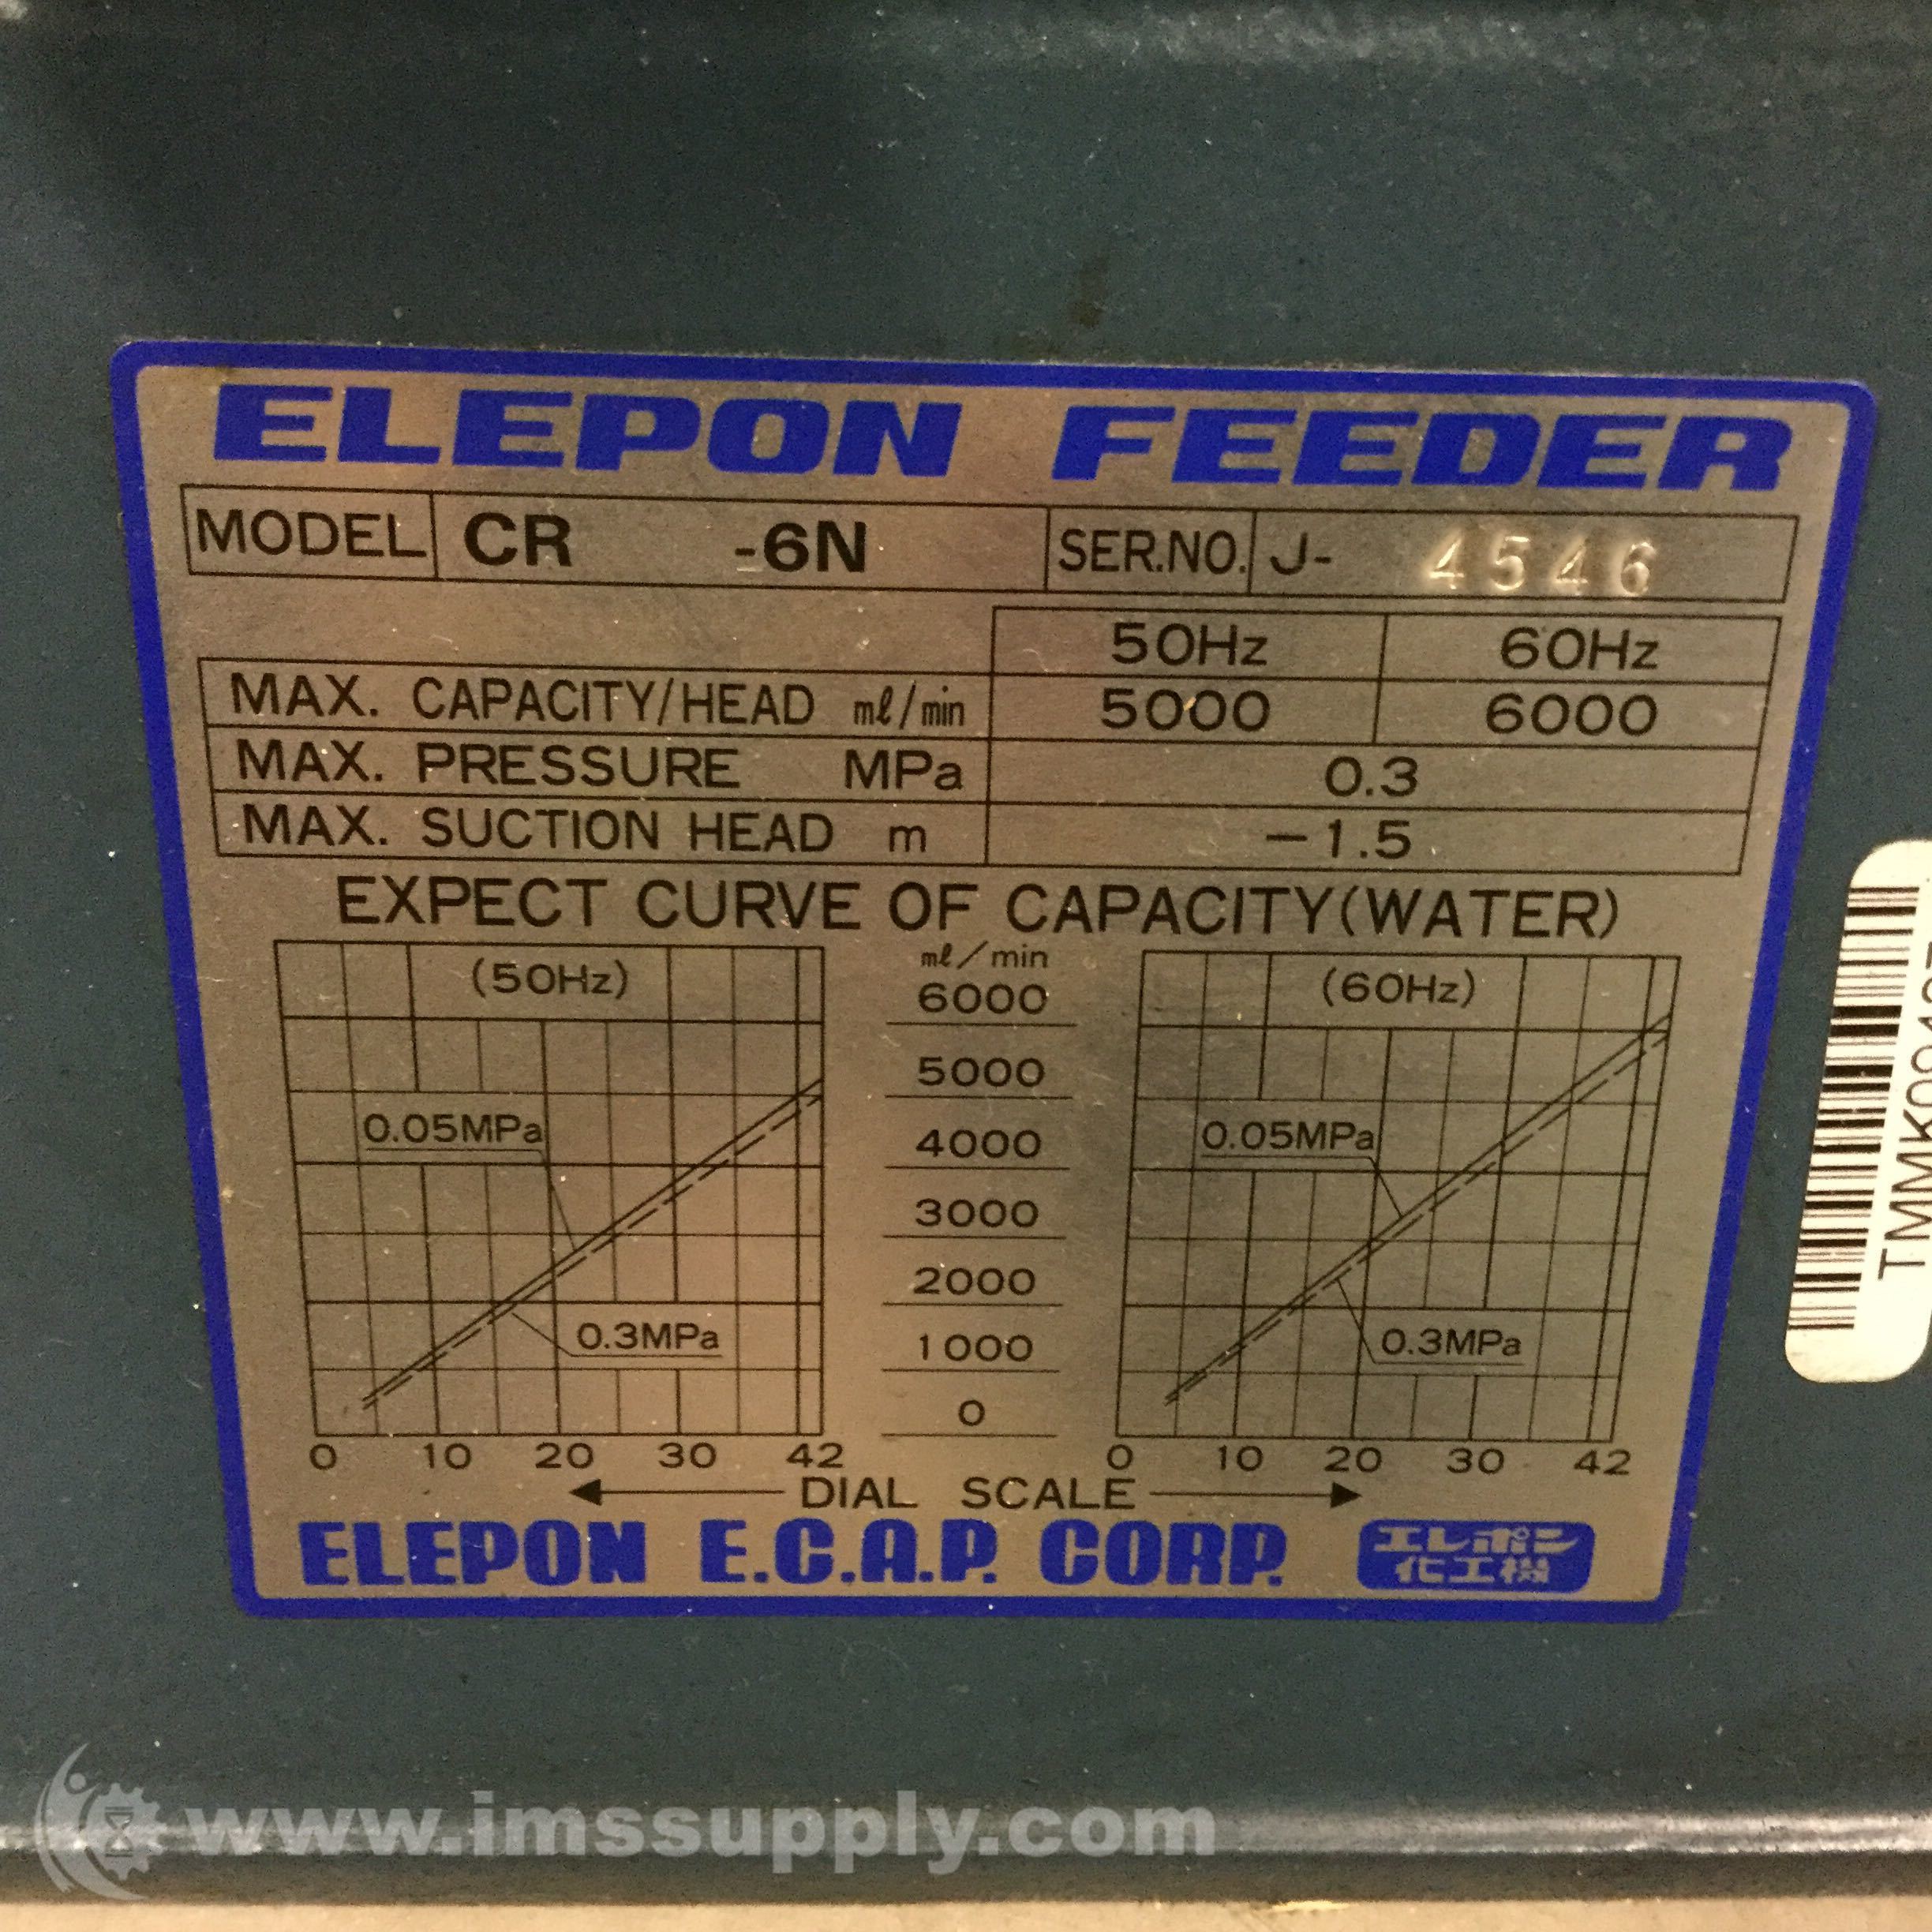 ELEPON FEEDER
MODEL CR -6N SER.NO. J- 4546
50Hz 60Hz
MAX. CAPACITY/HEAD mℓ/min 5000 6000
MAX. PRESSURE MPa 0.3
MAX. SUCTION HEAD m -1.5
EXPECT CURVE OF CAPACITY(WATER)
(50Hz)
0.05MPa
0.3MPa
0 10 20 30 42
mℓ/min
6000
5000
4000
3000
2000
1000
0
(60Hz)
0.05MPa
0.3MPa
0 10 20 30 42
DIAL SCALE
ELEPON E.C.A.P. CORP.
エレポン
化工機
www.imssupply.com